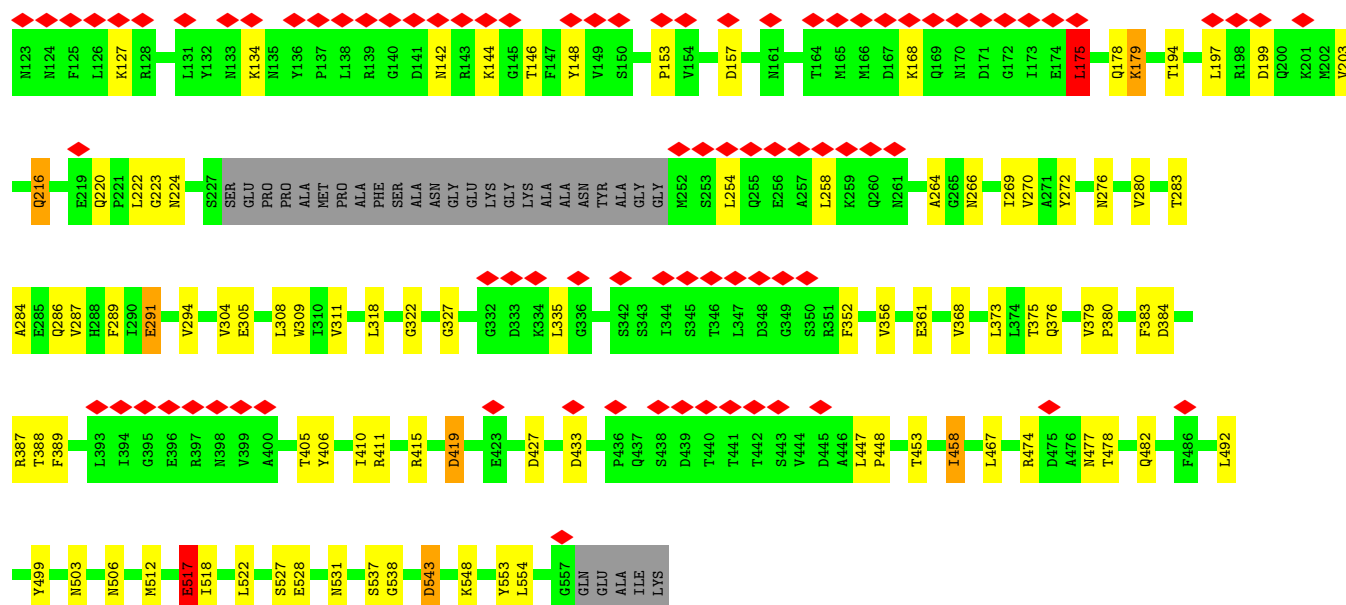 N123 N124 F125 L126 K127 R128 L131 Y132 N133 K134 N135 Y136 P137 L138 R139 G140 D141 N142 R143 K144 G145 T146 F147 Y148 V149 S150 P153 V154 D157 N161 T164 M165 M166 D167 K168 Q169 N170 D171 G172 I173 E174 L175 Q178 K179 T194 L197 R198 D199 Q200 K201 M202 V203
Q216 E219 Q220 P221 L222 G223 N224 S227 SER GLU PRO PRO ALA MET PRO ALA PHE SER ALA ASN GLY GLU LYS GLY LYS ALA ALA ASN TYR ALA GLY GLY M252 S253 L254 Q255 E256 A257 L258 K259 Q260 N261 A264 G265 N266 I269 V270 A271 Y272 N276 V280 T283
A284 E285 Q286 V287 H288 F289 I290 E291 V294 V304 E305 L308 W309 I310 V311 L318 G322 G327 G332 D333 K334 L335 G336 S342 S343 I344 S345 T346 L347 D348 G349 S350 R351 F352 V356 E361 V368 L373 L374 T375 Q376 V379 P380 F383 D384
R387 T388 F389 L393 I394 G395 E396 R397 N398 V399 A400 T405 Y406 I410 R411 R415 D419 E423 D427 D433 P436 Q437 S438 D439 T440 T441 T442 S443 V444 D445 A446 L447 P448 T453 I458 L467 R474 D475 A476 N477 T478 Q482 F486 L492
Y499 N503 N506 M512 E517 I518 L522 S527 E528 N531 S537 G538 D543 K548 Y553 L554 G557 GLN GLU ALA ILE LYS